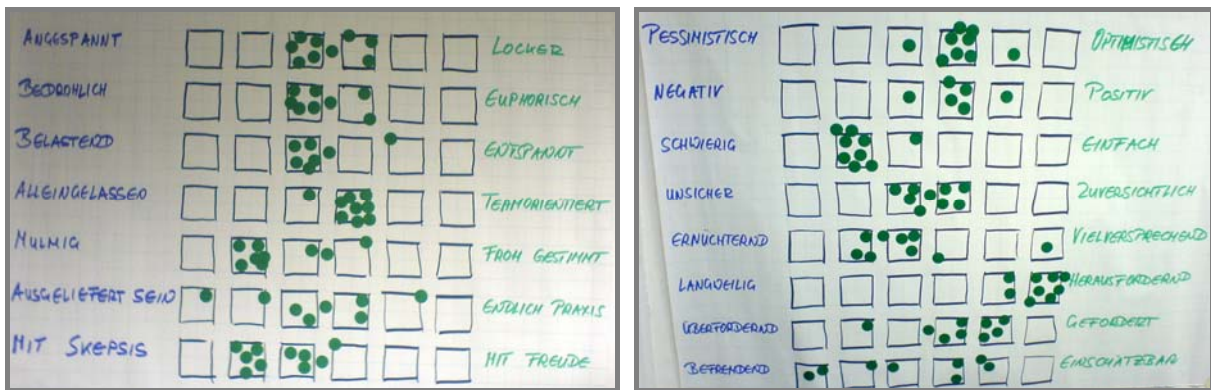 ANGESPANNT LOCKER
BEDROHLICH EUPHORISCH
BELASTEND ENTSPANNT
ALLEINGELASSEN TEAMORIENTIERT
MULMIG FROH GESTIMMT
AUSGELIEFERT SEIN ENDLICH PRAXIS
MIT SKEPSIS MIT FREUDE
PESSIMISTISCH OPTIMISTISCH
NEGATIV POSITIV
SCHWIERIG EINFACH
UNSICHER ZUVERSICHTLICH
ERNÜCHTERND VIELVERSPRECHEND
LANGWEILIG HERAUSFORDERND
ÜBERFORDERND GEFORDERT
BEFREMDEND EINSCHÄTZBAR